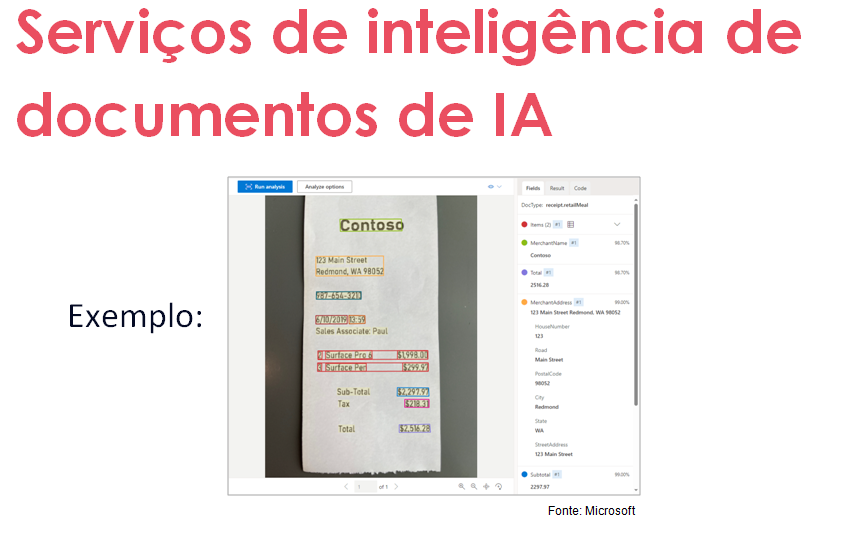 Serviços de inteligência de
documentos de IA
Exemplo:
Run analysis
Analyze options
Contoso
123 Main Street
Redmond, WA 98052
987-654-3210
6/10/2019 13:59
Sales Associate: Paul
2 Surface Pro 6 $1,998.00
3 Surface Pen $299.97
Sub-Total $2,297.97
Tax $218.31
Total $2,516.28
1 of 1
Fields Result Code
DocType: receipt.retailMeal
Items (2) #1
MerchantName #1 98.70%
Contoso
Total #1 98.70%
2516.28
MerchantAddress #1 99.00%
123 Main Street Redmond, WA 98052
HouseNumber
123
Road
Main Street
PostalCode
98052
City
Redmond
State
WA
StreetAddress
123 Main Street
Subtotal #1 99.00%
2297.97
Fonte: Microsoft